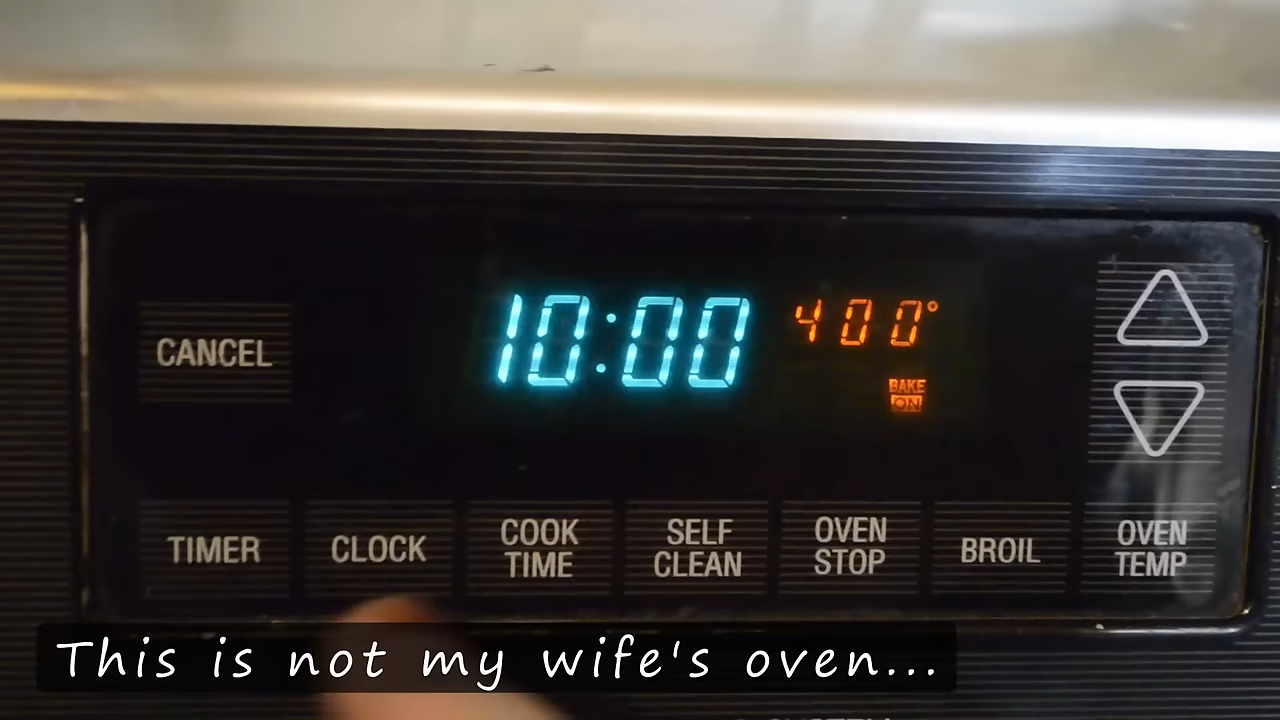 10:00 400°
BAKE
ON
CANCEL
TIMER CLOCK COOK TIME SELF CLEAN OVEN STOP BROIL OVEN TEMP
This is not my wife's oven...